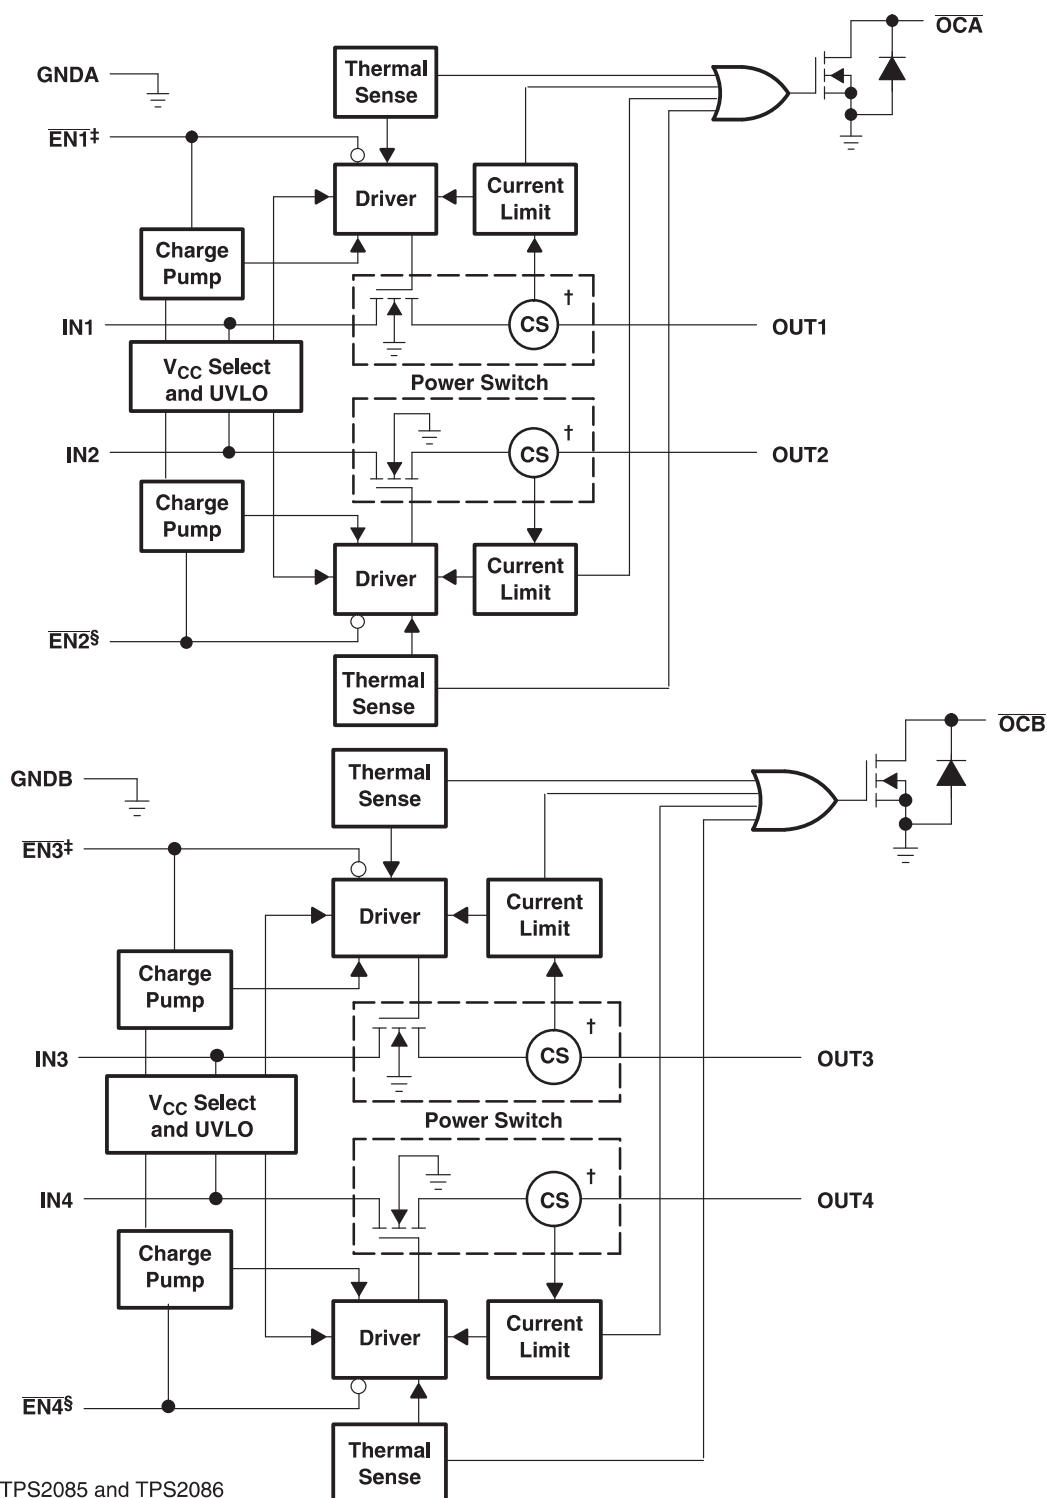 OCA
Thermal
Sense
GNDA
EN1‡
Driver
Current
Limit
Charge
Pump
†
IN1
CS
OUT1
VCC Select
and UVLO
Power Switch
†
IN2
CS
OUT2
Charge
Pump
Driver
Current
Limit
EN2§
Thermal
Sense
OCB
GNDB
Thermal
Sense
EN3‡
Driver
Current
Limit
Charge
Pump
†
IN3
CS
OUT3
VCC Select
and UVLO
Power Switch
†
IN4
CS
OUT4
Charge
Pump
Driver
Current
Limit
EN4§
Thermal
Sense
TPS2085 and TPS2086